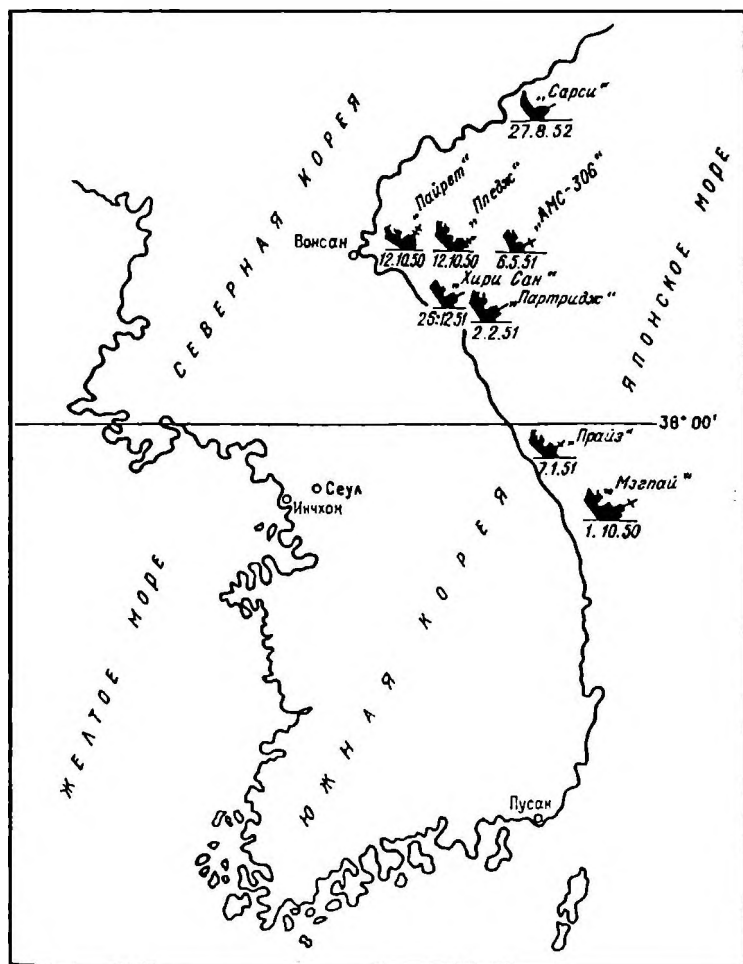 „Сарси“
27.8.52
СЕВЕРНАЯ КОРЕЯ
ЯПОНСКОЕ МОРЕ
„Пайрет“
12.10.50
„Пледж“
12.10.50
„АМС-306“
6.5.51
Вонсан
„Хири Сан“
26.12.51
„Партридж“
2.2.51
38° 00'
„Прайз“
7.1.51
„Мэгпай“
1.10.50
Сеул
Инчхон
ЖЕЛТОЕ МОРЕ
ЮЖНАЯ КОРЕЯ
Пусан